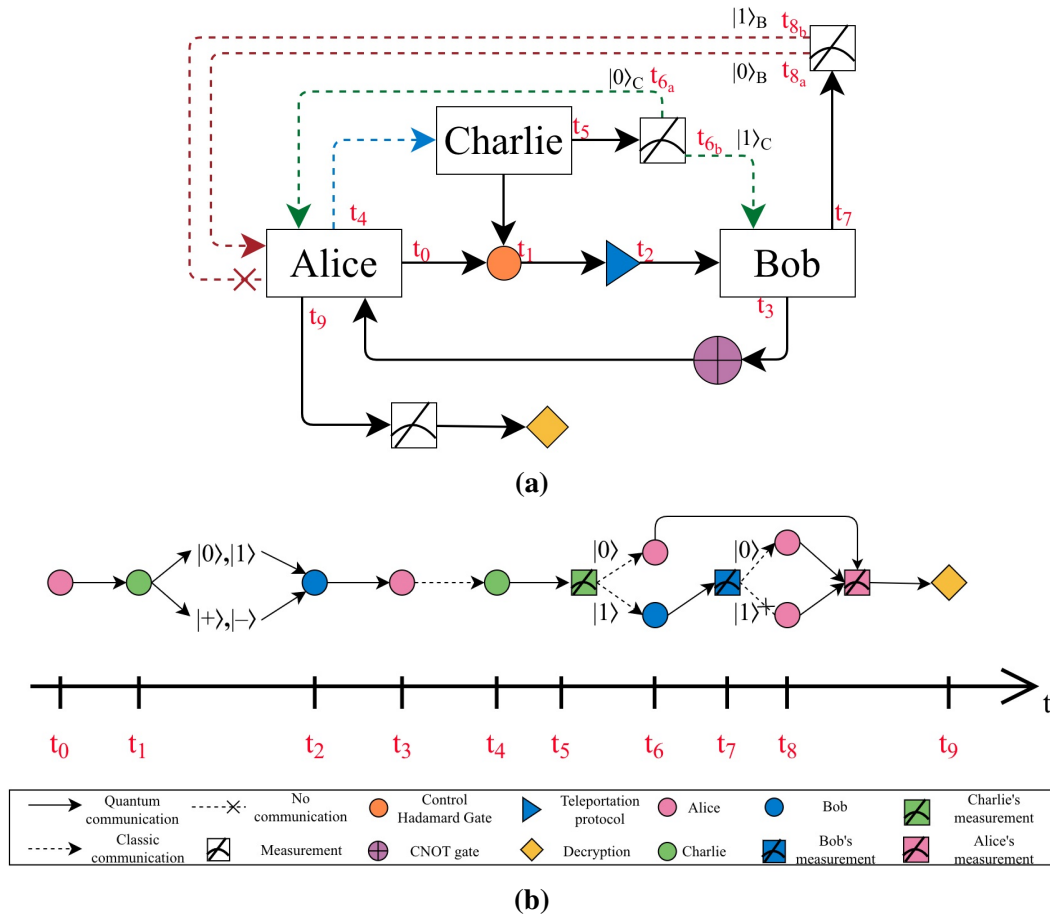 |1⟩B t8b
|0⟩B t8a
|0⟩C t6a
Charlie
t5
t6b |1⟩C
t4
t7
Alice
t0
t1
t2
Bob
t9
t3
(a)
|0⟩,|1⟩
|0⟩
|0⟩
|+⟩,|−⟩
|1⟩
|1⟩
t
t0 t1 t2 t3 t4 t5 t6 t7 t8 t9
Quantum communication
No communication
Control Hadamard Gate
Teleportation protocol
Alice
Bob
Charlie's measurement
Classic communication
Measurement
CNOT gate
Decryption
Charlie
Bob's measurement
Alice's measurement
(b)